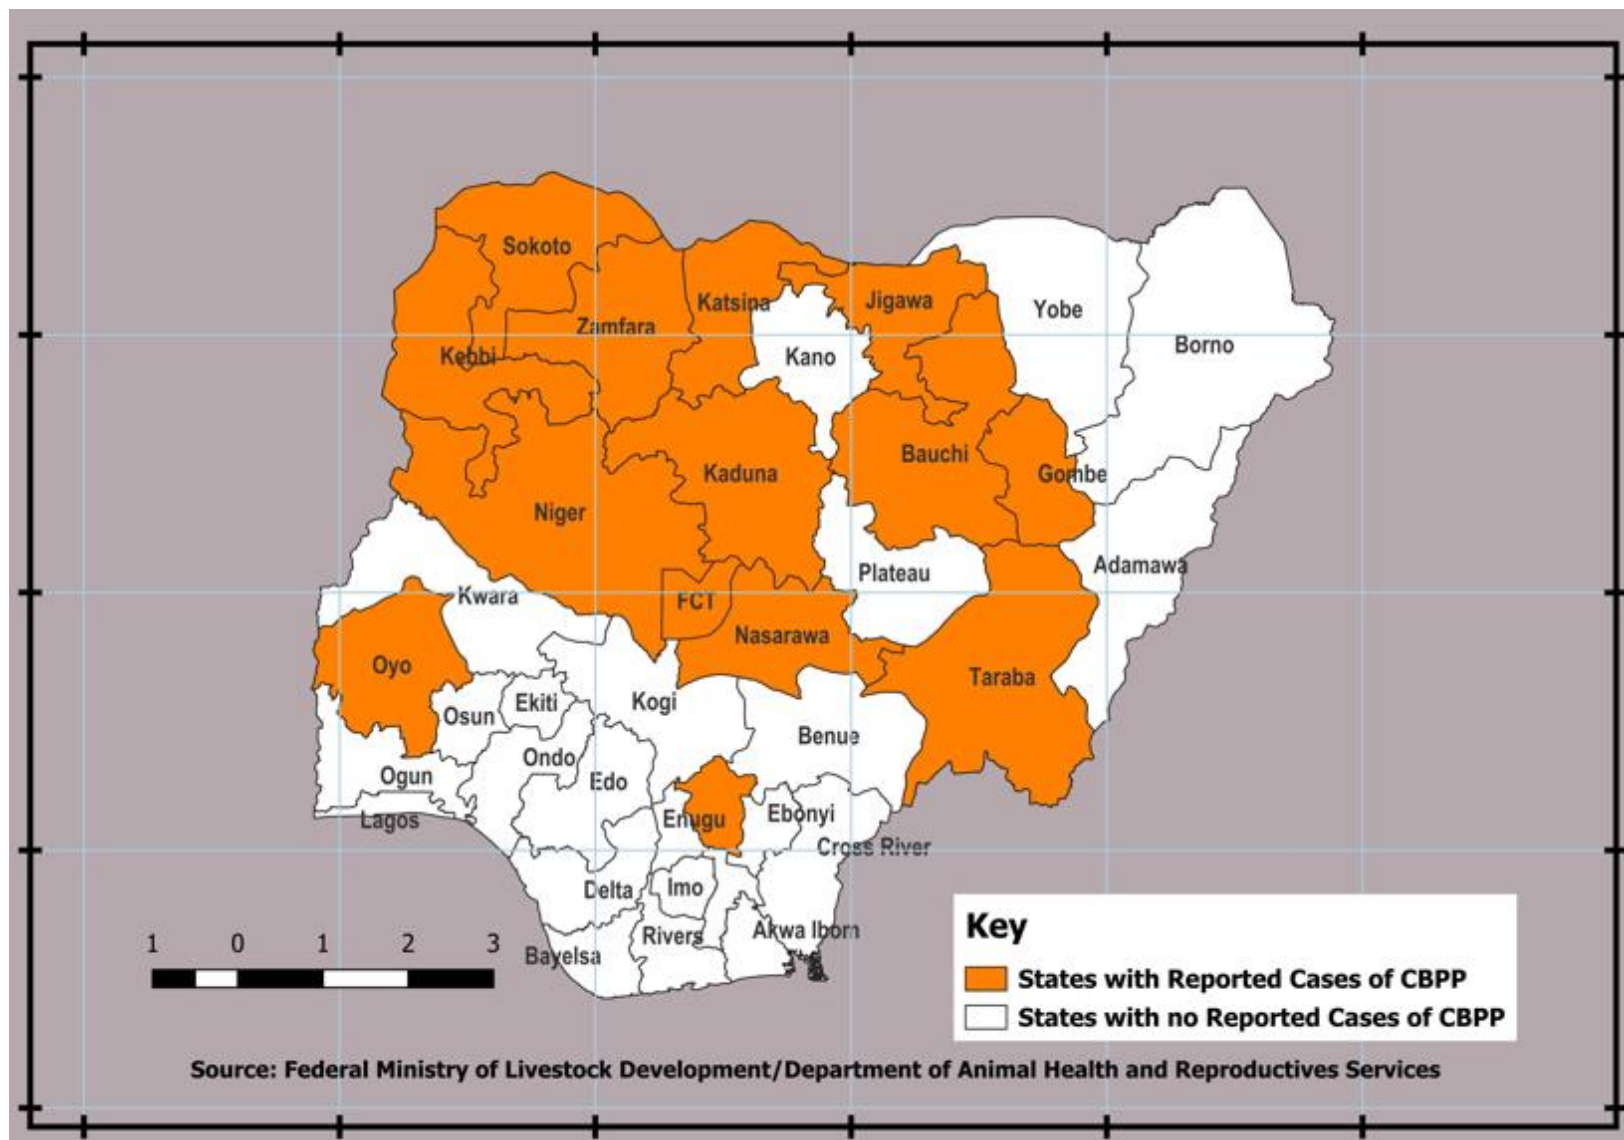 Sokoto
Katsina
Jigawa
Zamfara
Yobe
Kebbi
Kano
Borno
Bauchi
Kaduna
Gombe
Niger
Adamawa
Plateau
Kwara
FCT
Nasarawa
Oyo
Taraba
Kogi
Ekiti
Osun
Benue
Ondo
Edo
Ogun
Lagos
Enugu
Ebonyi
Cross River
Delta
Imo
Akwa Ibom
Rivers
Bayelsa
1 0 1 2 3
Key
States with Reported Cases of CBPP
States with no Reported Cases of CBPP
Source: Federal Ministry of Livestock Development/Department of Animal Health and Reproductives Services